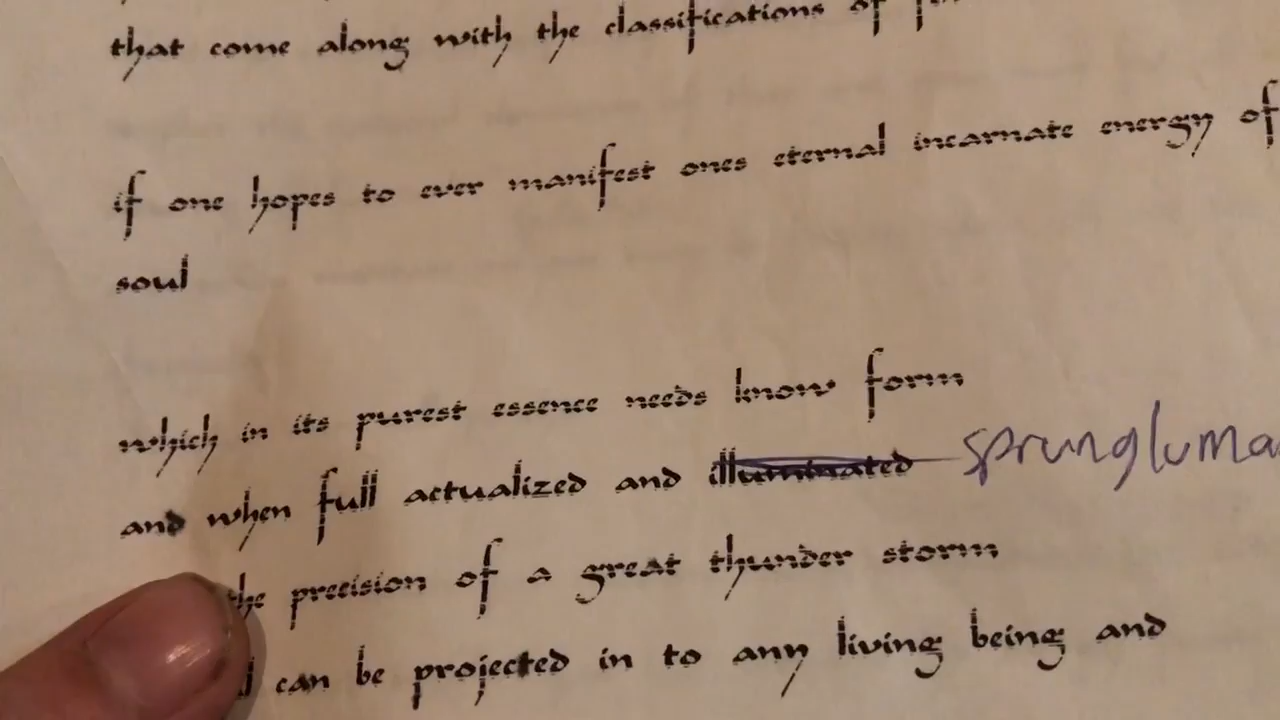 that come along with the classifications of
if one hopes to ever manifest ones eternal incarnate energy of
soul
which in its purest essence needs know form
and when full actualized and illuminated sprungluma
the precision of a great thunder storm
can be projected in to any living being and